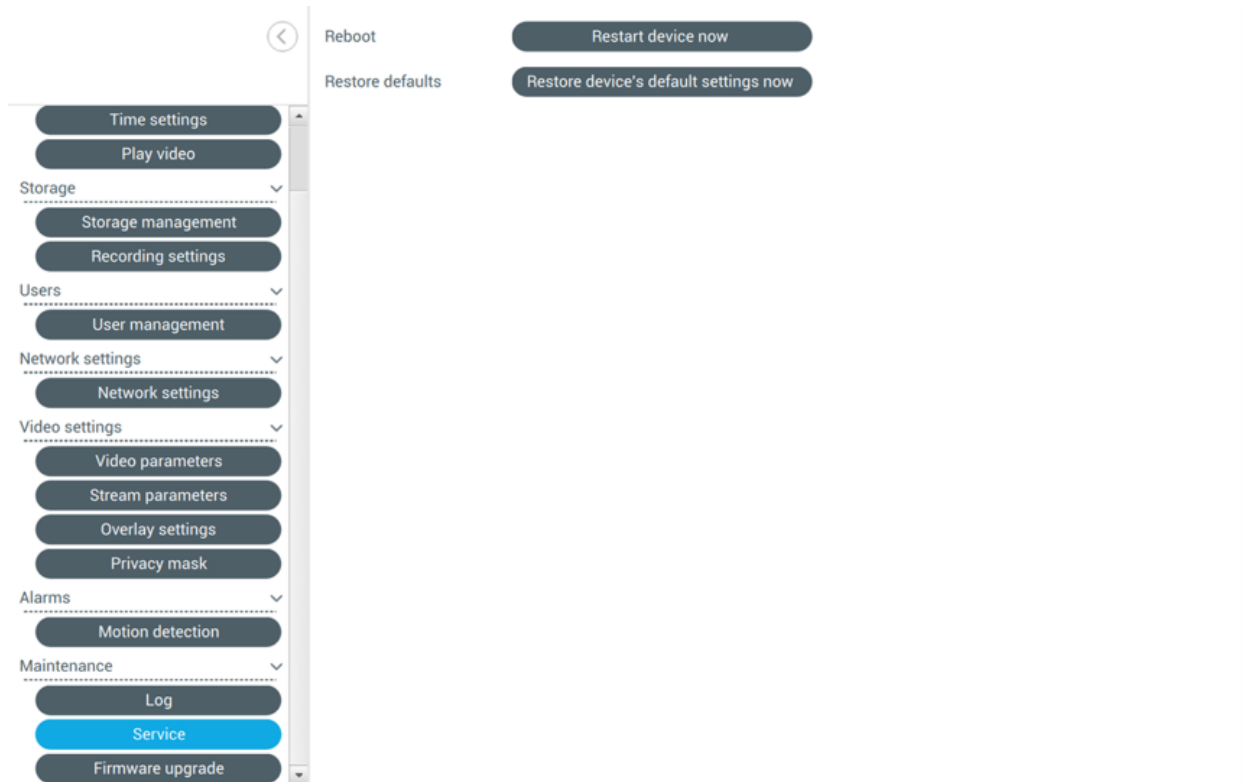 Reboot
Restart device now
Restore defaults
Restore device's default settings now
Time settings
Play video
Storage
Storage management
Recording settings
Users
User management
Network settings
Network settings
Video settings
Video parameters
Stream parameters
Overlay settings
Privacy mask
Alarms
Motion detection
Maintenance
Log
Service
Firmware upgrade